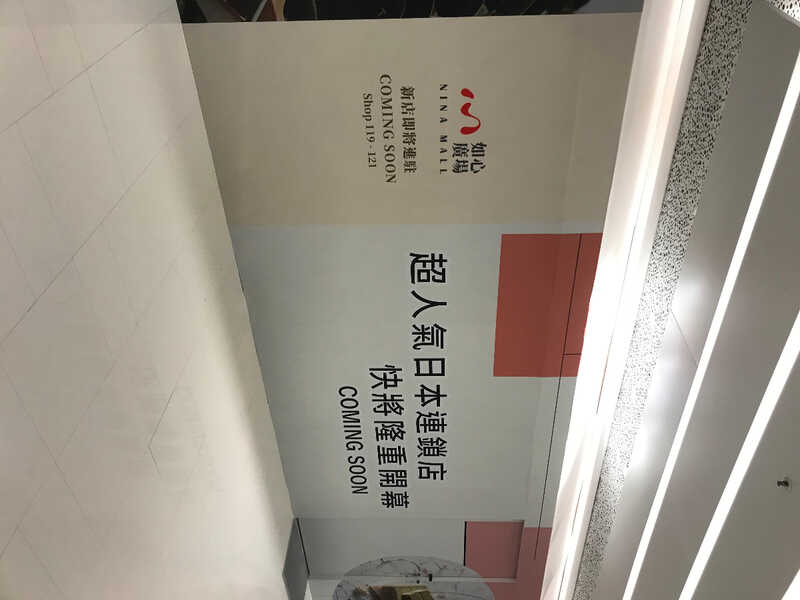 如心
廣場
NINA MALL
新店即將進駐
COMING SOON
Shop 119 - 121
超人氣日本連鎖店
快將隆重開幕
COMING SOON